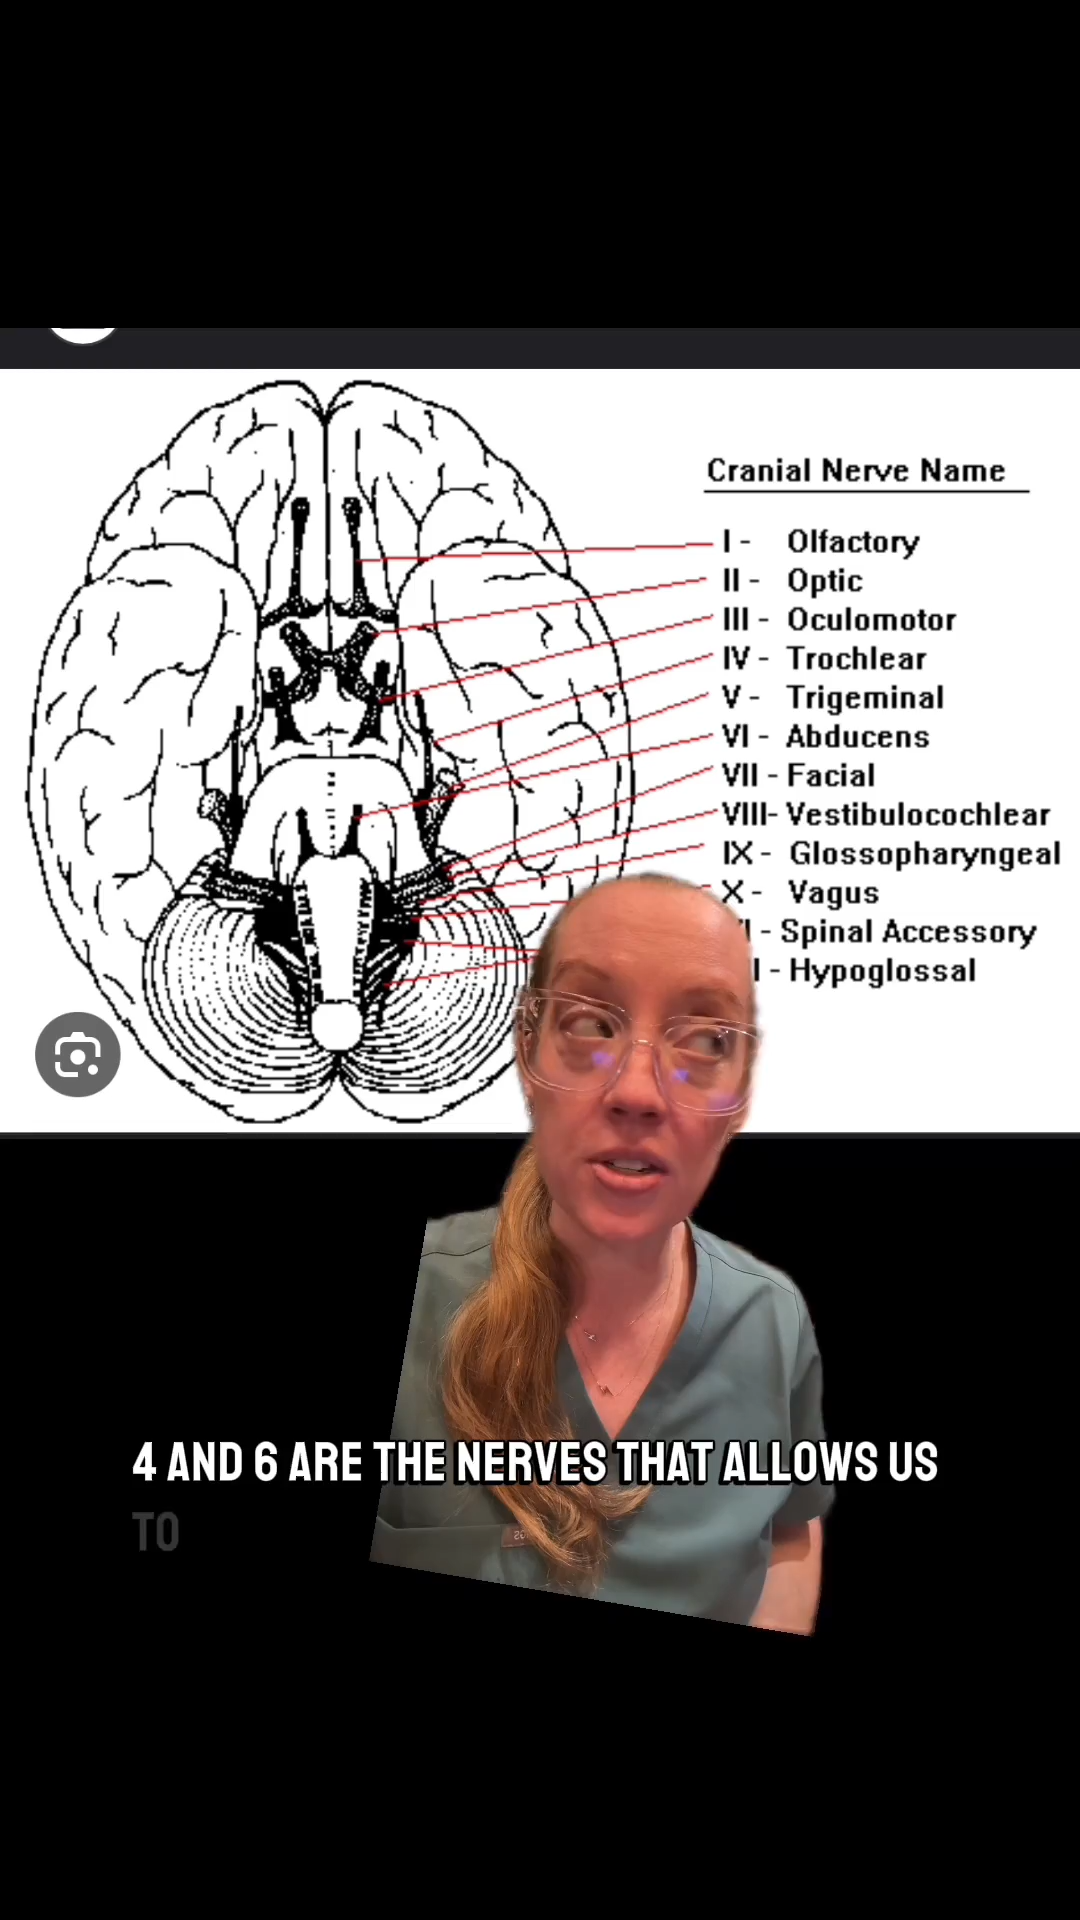 Cranial Nerve Name
I - Olfactory
II - Optic
III - Oculomotor
IV - Trochlear
V - Trigeminal
VI - Abducens
VII - Facial
VIII- Vestibulocochlear
IX - Glossopharyngeal
X - Vagus
I - Spinal Accessory
I - Hypoglossal
4 AND 6 ARE THE NERVES THAT ALLOWS US
TO